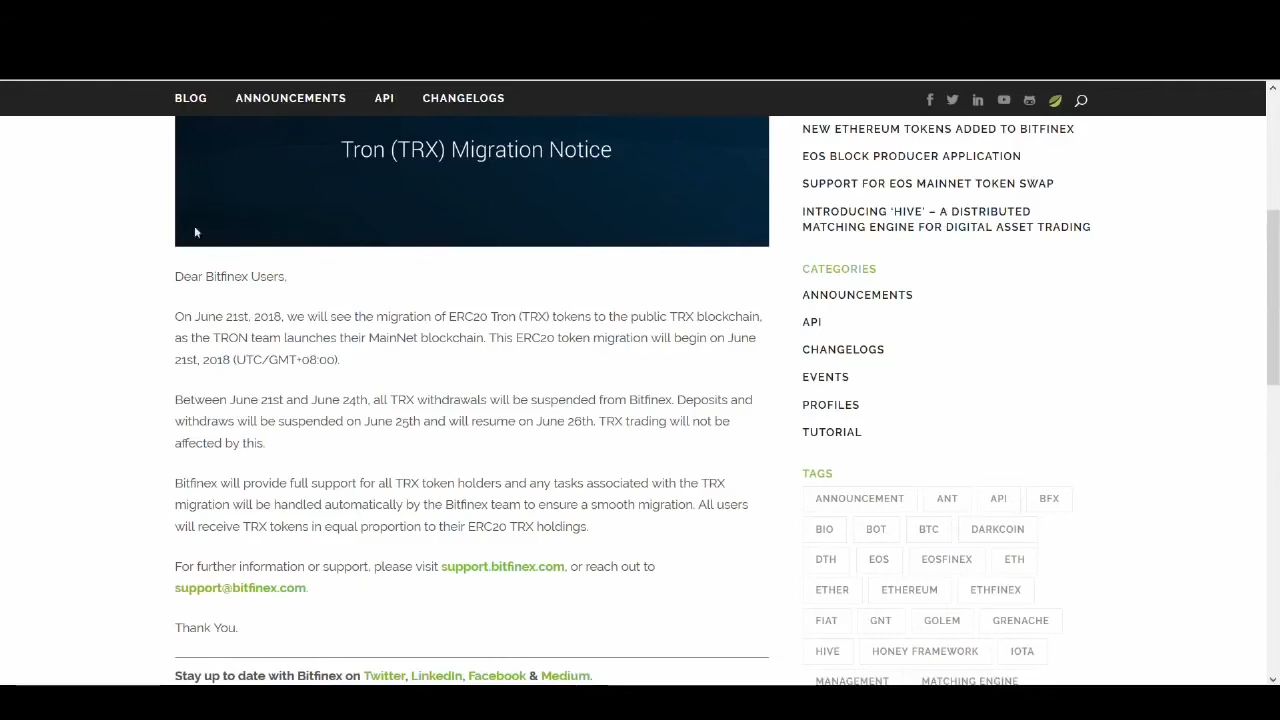 BLOG ANNOUNCEMENTS API CHANGELOGS
Tron (TRX) Migration Notice
Dear Bitfinex Users,
On June 21st, 2018, we will see the migration of ERC20 Tron (TRX) tokens to the public TRX blockchain,
as the TRON team launches their MainNet blockchain. This ERC20 token migration will begin on June
21st, 2018 (UTC/GMT+08:00).
Between June 21st and June 24th, all TRX withdrawals will be suspended from Bitfinex. Deposits and
withdraws will be suspended on June 25th and will resume on June 26th. TRX trading will not be
affected by this.
Bitfinex will provide full support for all TRX token holders and any tasks associated with the TRX
migration will be handled automatically by the Bitfinex team to ensure a smooth migration. All users
will receive TRX tokens in equal proportion to their ERC20 TRX holdings.
For further information or support, please visit support.bitfinex.com, or reach out to
support@bitfinex.com.
Thank You.
Stay up to date with Bitfinex on Twitter, LinkedIn, Facebook & Medium.
NEW ETHEREUM TOKENS ADDED TO BITFINEX
EOS BLOCK PRODUCER APPLICATION
SUPPORT FOR EOS MAINNET TOKEN SWAP
INTRODUCING ‘HIVE’ – A DISTRIBUTED
MATCHING ENGINE FOR DIGITAL ASSET TRADING
CATEGORIES
ANNOUNCEMENTS
API
CHANGELOGS
EVENTS
PROFILES
TUTORIAL
TAGS
ANNOUNCEMENT ANT API BFX
BIO BOT BTC DARKCOIN
DTH EOS EOSFINEX ETH
ETHER ETHEREUM ETHFINEX
FIAT GNT GOLEM GRENACHE
HIVE HONEY FRAMEWORK IOTA
MANAGEMENT MATCHING ENGINE